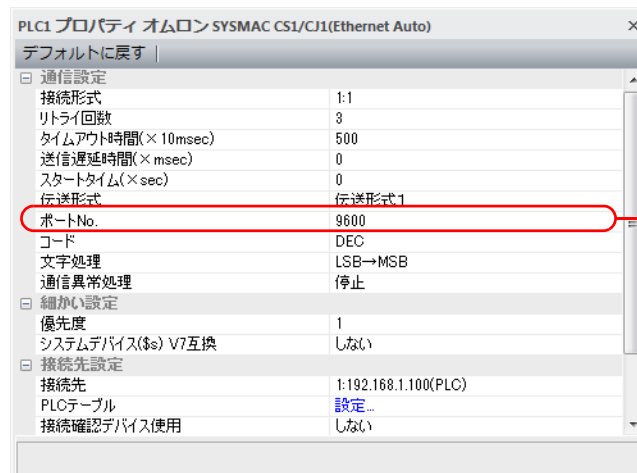 PLC1 プロパティ オムロン SYSMAC CS1/CJ1(Ethernet Auto)
デフォルトに戻す
通信設定
接続形式 1:1
リトライ回数 3
タイムアウト時間(×10msec) 500
送信遅延時間(×msec) 0
スタートタイム(×sec) 0
伝送形式 伝送形式1
ポートNo. 9600
コード DEC
文字処理 LSB→MSB
通信異常処理 停止
細かい設定
優先度 1
システムデバイス($s) V7互換 しない
接続先設定
接続先 1:192.168.1.100(PLC)
PLCテーブル 設定...
接続確認デバイス使用 しない